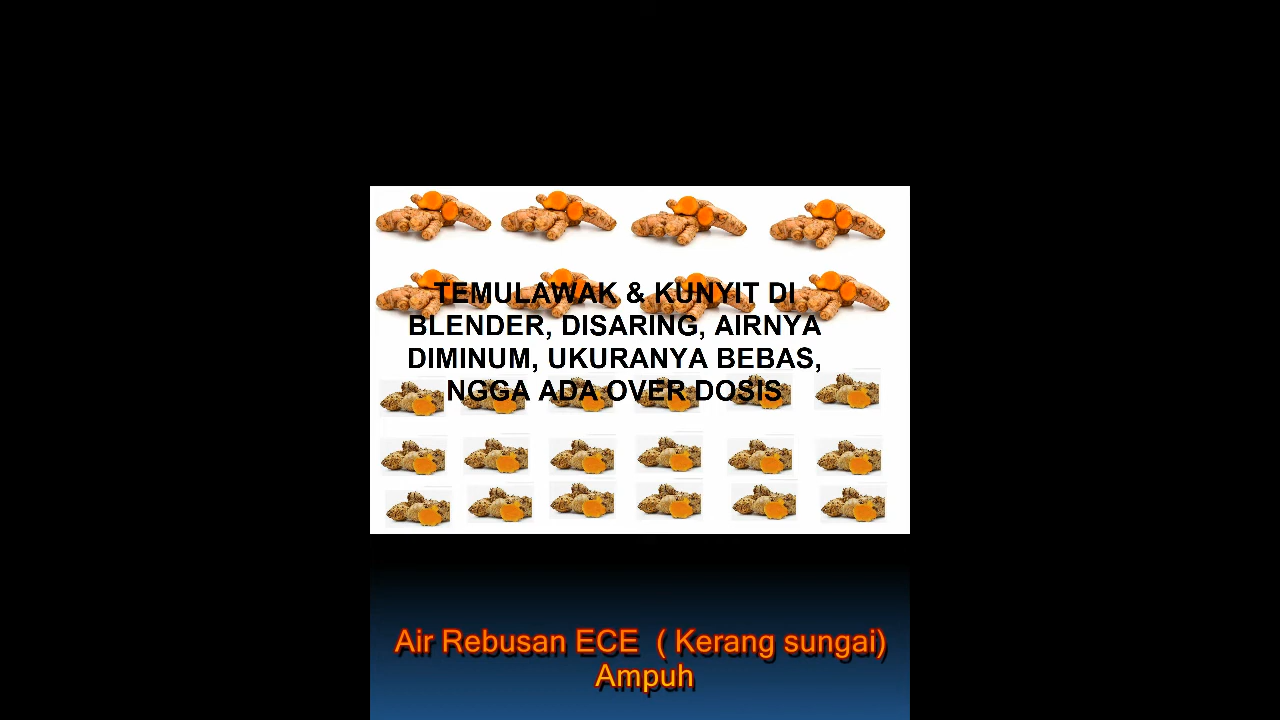 TEMULAWAK & KUNYIT DI
BLENDER, DISARING, AIRNYA
DIMINUM, UKURANYA BEBAS,
NGGA ADA OVER DOSIS
Air Rebusan ECE ( Kerang sungai)
Ampuh